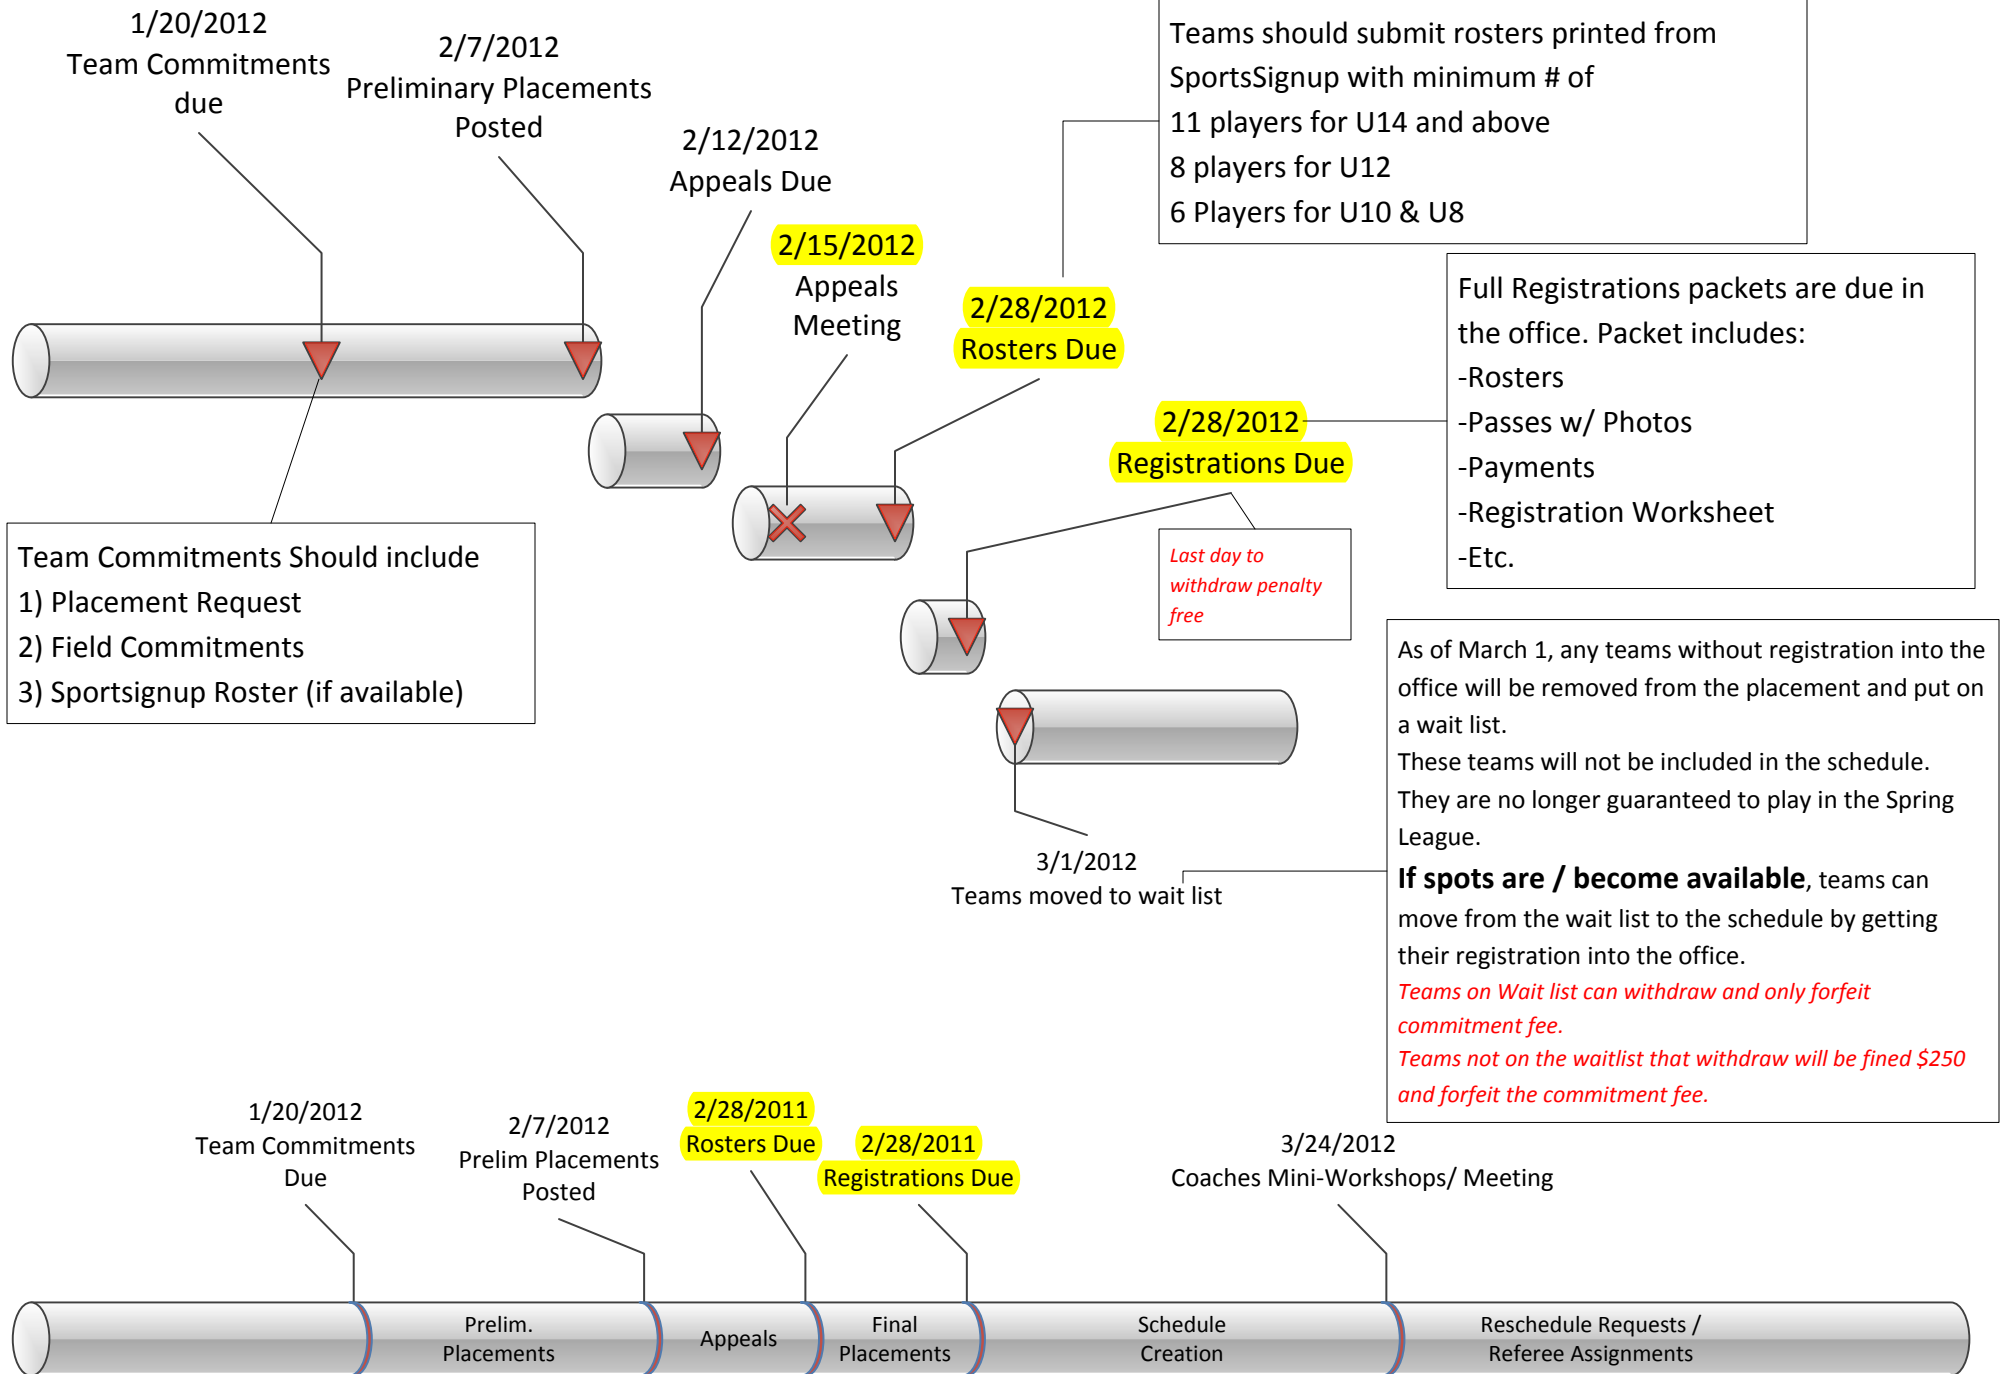 1/20/2012
Team Commitments
due
2/7/2012
Preliminary Placements
Posted
2/12/2012
Appeals Due
2/15/2012
Appeals
Meeting
2/28/2012
Rosters Due
Teams should submit rosters printed from
SportsSignup with minimum # of
11 players for U14 and above
8 players for U12
6 Players for U10 & U8
2/28/2012
Registrations Due
Full Registrations packets are due in
the office. Packet includes:
-Rosters
-Passes w/ Photos
-Payments
-Registration Worksheet
-Etc.
Last day to
withdraw penalty
free
Team Commitments Should include
1) Placement Request
2) Field Commitments
3) Sportsignup Roster (if available)
3/1/2012
Teams moved to wait list
As of March 1, any teams without registration into the
office will be removed from the placement and put on
a wait list.
These teams will not be included in the schedule.
They are no longer guaranteed to play in the Spring
League.
If spots are / become available, teams can
move from the wait list to the schedule by getting
their registration into the office.
Teams on Wait list can withdraw and only forfeit
commitment fee.
Teams not on the waitlist that withdraw will be fined $250
and forfeit the commitment fee.
1/20/2012
Team Commitments
Due
2/7/2012
Prelim Placements
Posted
2/28/2011
Rosters Due
2/28/2011
Registrations Due
3/24/2012
Coaches Mini-Workshops/ Meeting
Prelim.
Placements
Appeals
Final
Placements
Schedule
Creation
Reschedule Requests /
Referee Assignments